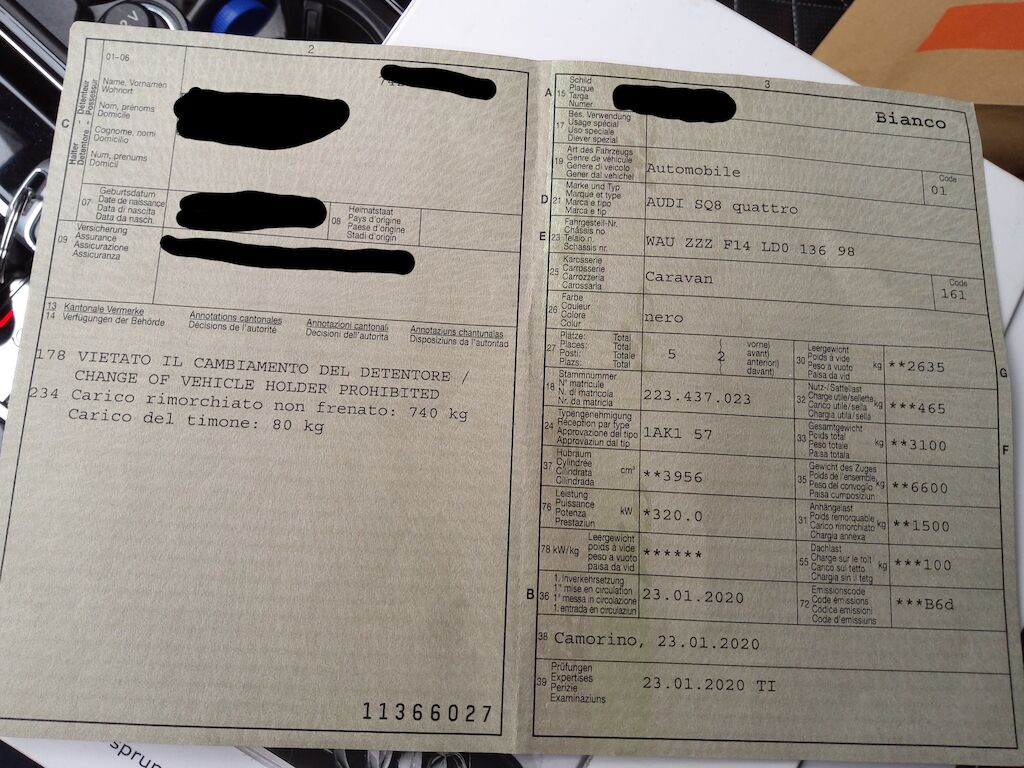 2
01-06
C
Halter - Détenteur
Detentore - Possessur
Name, Vornamen
Wohnort
Nom, prénoms
Domicile
Cognome, nomi
Domicilio
Num, prenums
Domicil
07
Geburtsdatum
Date de naissance
Data di nascita
Data da nasch.
08
Heimatstaat
Pays d'origine
Paese d'origine
Stadi d'origin
09
Versicherung
Assurance
Assicurazione
Assicuranza
13 Kantonale Vermerke
14 Verfügungen der Behörde
Annotations cantonales
Décisions de l'autorité
Annotazioni cantonali
Decisioni dell'autorità
Annotaziuns chantunalas
Disposiziuns da l'autoritad
178 VIETATO IL CAMBIAMENTO DEL DETENTORE /
CHANGE OF VEHICLE HOLDER PROHIBITED
234 Carico rimorchiato non frenato: 740 kg
Carico del timone: 80 kg
11366027
3
A 15
Schild
Plaque
Targa
Numer
Bianco
17
Bes. Verwendung
Usage spécial
Uso speciale
Diever spezial
19
Art des Fahrzeugs
Genre de véhicule
Genere di veicolo
Gener dal vehichel
Automobile
Code
01
D 21
Marke und Typ
Marque et type
Marca e tipo
Marca e tip
AUDI SQ8 quattro
E 23
Fahrgestell-Nr.
Châssis no.
Telaio n.
Schassis nr.
WAU ZZZ F14 LD0 136 98
25
Karosserie
Carrosserie
Carrozzeria
Carossaria
Caravan
Code
161
26
Farbe
Couleur
Colore
Colur
nero
27
Plätze: Total
Places: Total
Posti: Totale
Plazs: Total
5
2
vorne)
avant)
anteriori)
davant)
30
Leergewicht
Poids à vide
Peso a vuoto
Paisa da vid
kg
**2635
G
18
Stammnummer
N° matricule
N. di matricola
Nr. da matricla
223.437.023
32
Nutz-/Sattellast
Charge utile/sellette
Carico utile/sella
Chargia utila/sella
kg
***465
24
Typengenehmigung
Réception par type
Approvazione del tipo
Approvaziun dal tip
1AK1 57
33
Gesamtgewicht
Poids total
Peso totale
Paisa totala
kg
**3100
F
37
Hubraum
Cylindrée
Cilindrata
Cilindrada
cm³
**3956
35
Gewicht des Zuges
Poids de l'ensemble
Peso del convoglio
Paisa cumposiziun
kg
**6600
76
Leistung
Puissance
Potenza
Prestaziun
kW
*320.0
31
Anhängelast
Poids remorquable
Carico rimorchiato
Chargia annexa
kg
**1500
78 kW/kg
Leergewicht
poids à vide
peso a vuoto
paisa da vid
******
55
Dachlast
Charge sur le toit
Carico sul tetto
Chargia sin il tetg
kg
***100
B 36
1. Inverkehrsetzung
1re mise en circulation
1a messa in circolazione
1. entrada en circulaziun
23.01.2020
72
Emissionscode
Code émissions
Codice emissioni
Code d'emissiuns
***B6d
38
Camorino, 23.01.2020
39
Prüfungen
Expertises
Perizie
Examinaziuns
23.01.2020 TI